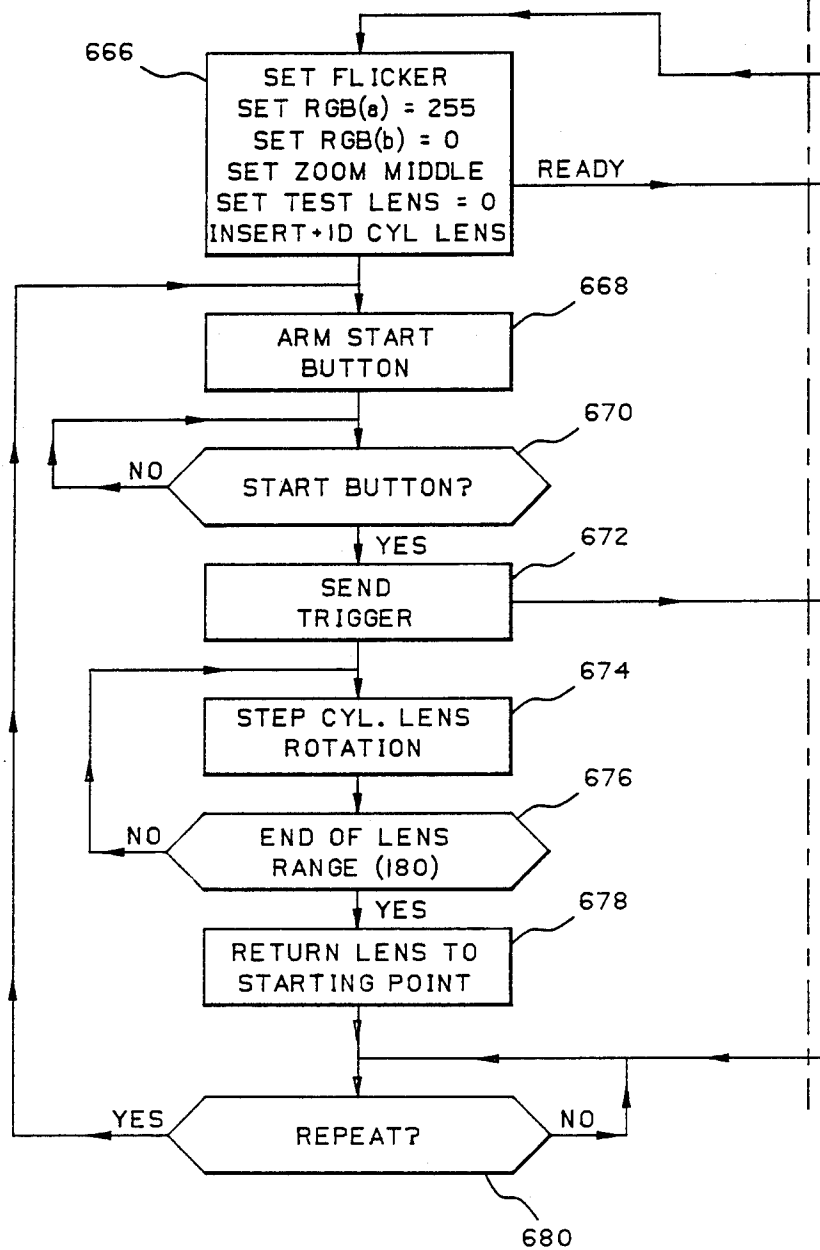 666
SET FLICKER
SET RGB(a) = 255
SET RGB(b) = 0
SET ZOOM MIDDLE
SET TEST LENS = 0
INSERT+1D CYL LENS
READY
668
ARM START
BUTTON
670
NO
START BUTTON?
YES
672
SEND
TRIGGER
674
STEP CYL. LENS
ROTATION
676
NO
END OF LENS
RANGE (180)
YES
678
RETURN LENS TO
STARTING POINT
YES
REPEAT?
NO
680